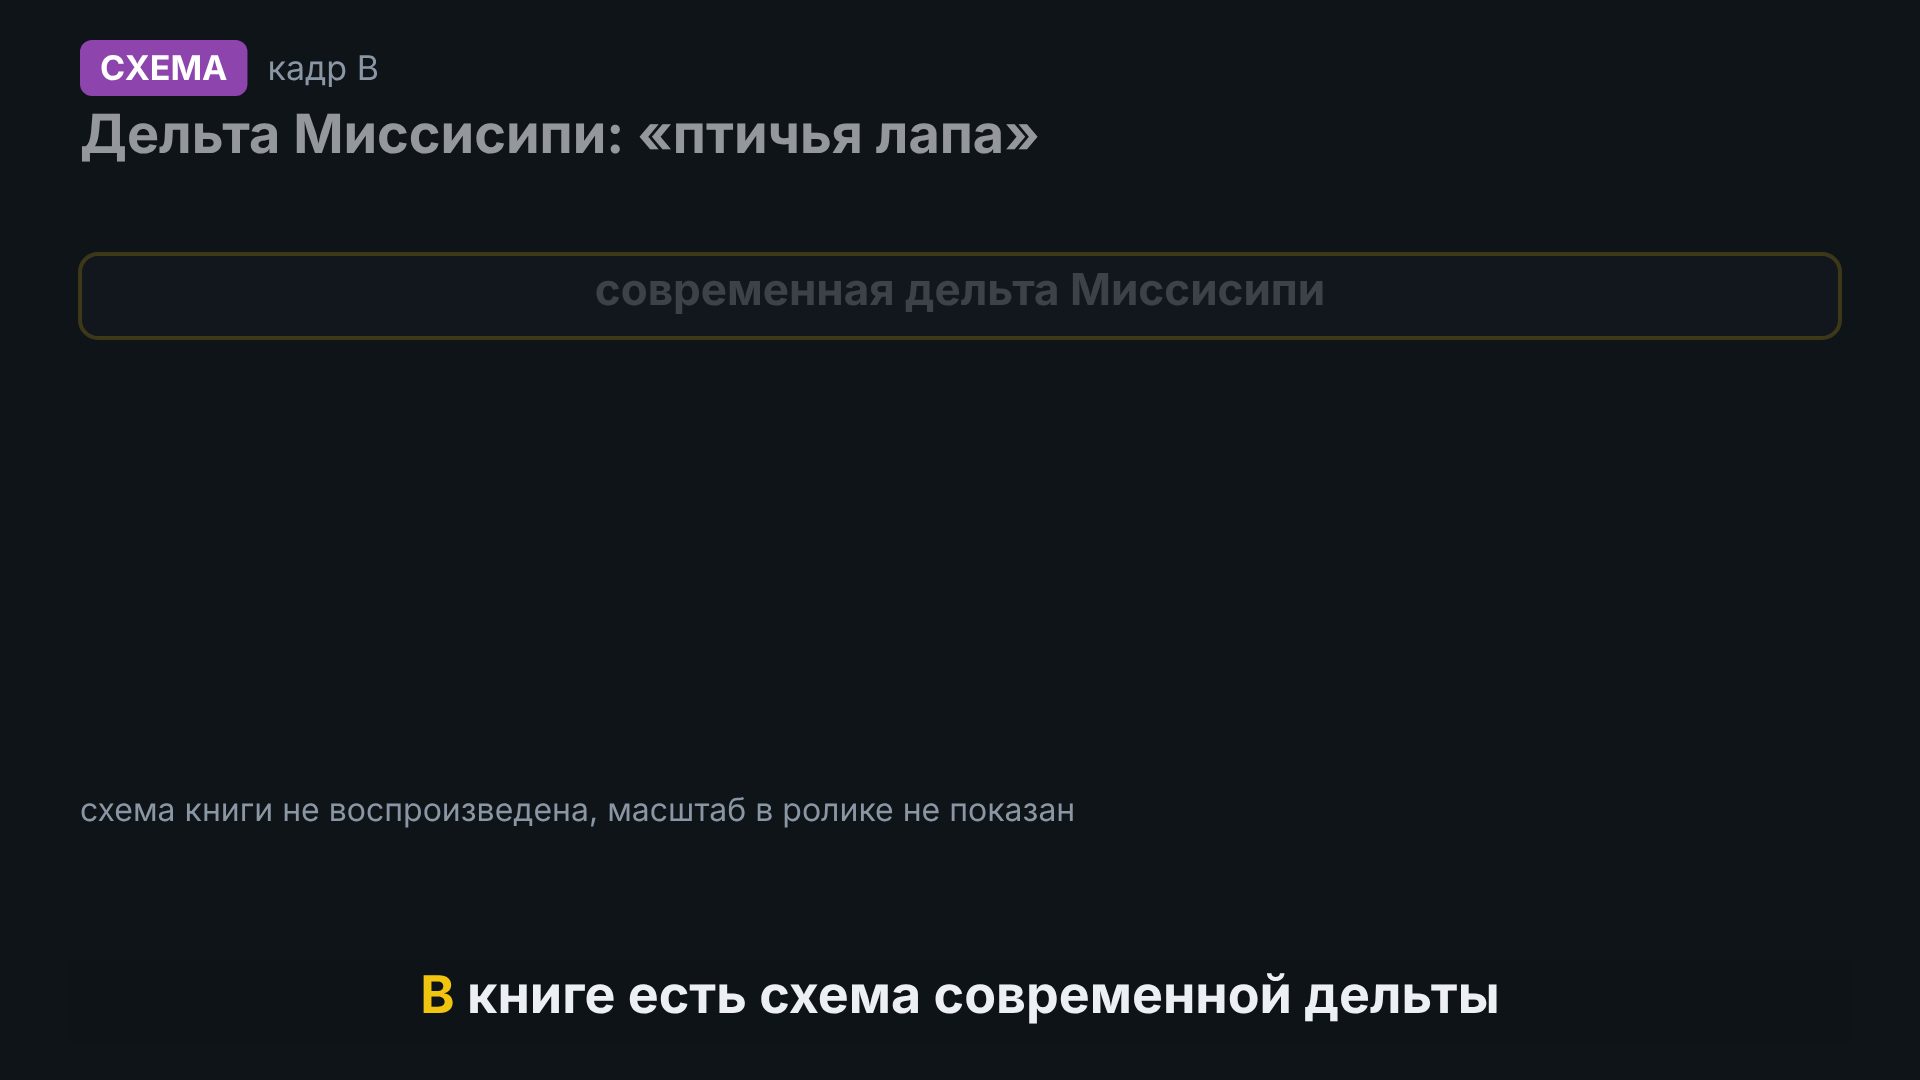 СХЕМА кадр В
Дельта Миссисипи: «птичья лапа»
современная дельта Миссисипи
схема книги не воспроизведена, масштаб в ролике не показан
В книге есть схема современной дельты